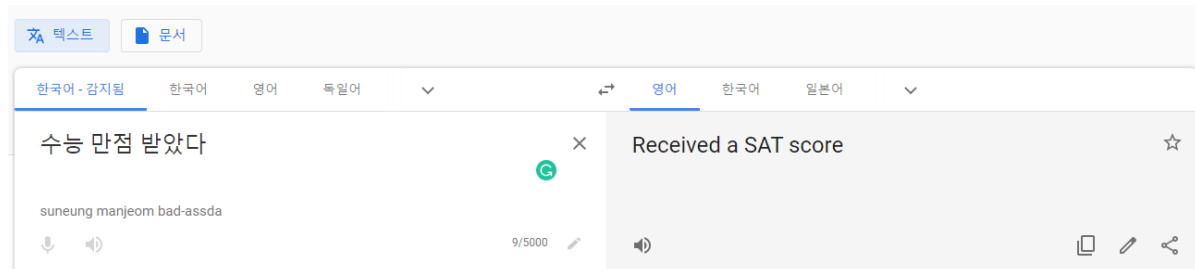 텍스트 문서
한국어 - 감지됨 한국어 영어 독일어 영어 한국어 일본어
수능 만점 받았다
Received a SAT score
suneung manjeom bad-assda
9/5000